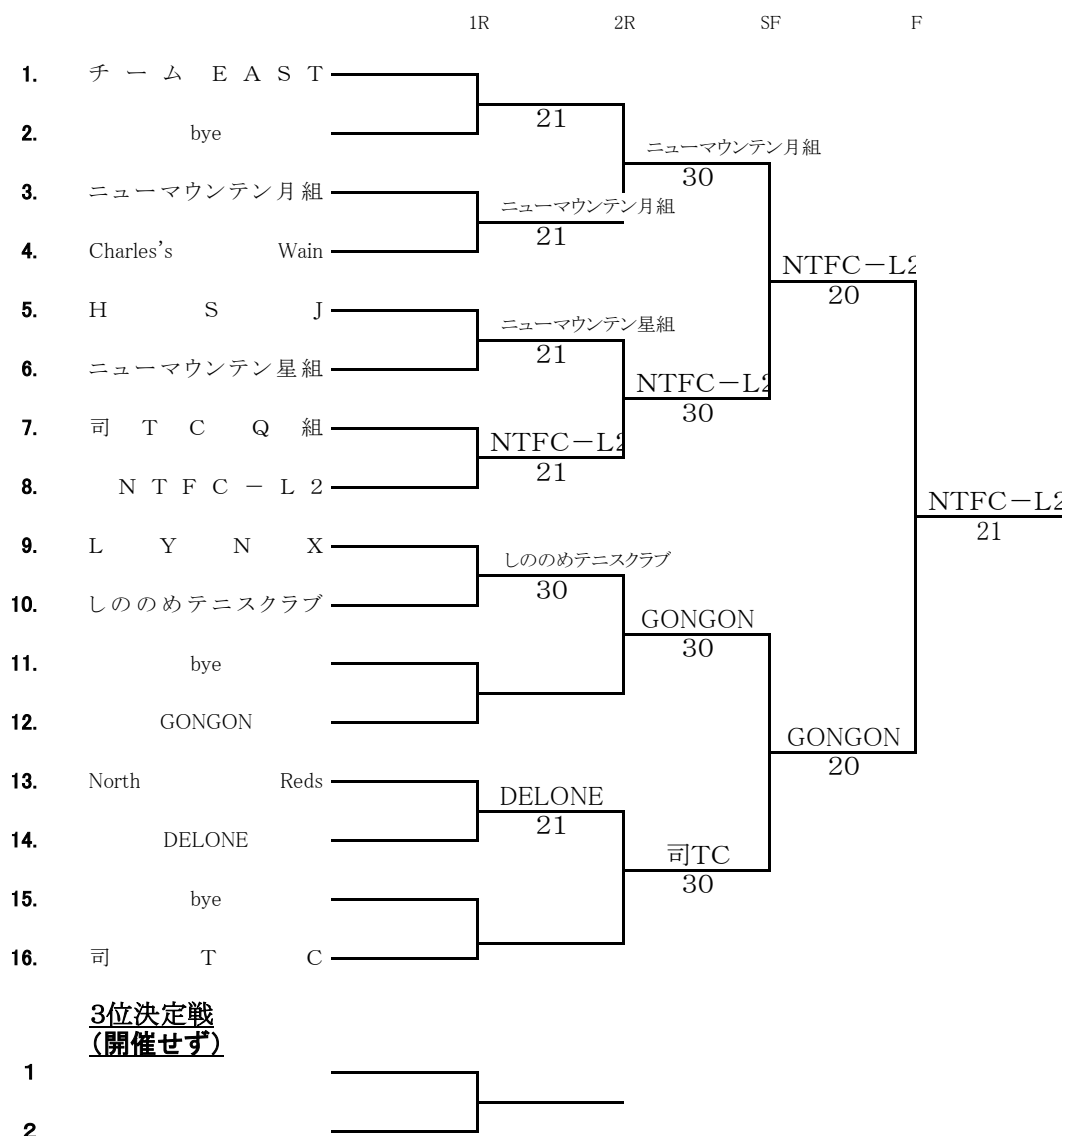 1R 2R SF F
1. チーム EAST
21
2. bye
ニューマウンテン月組
30
3. ニューマウンテン月組
ニューマウンテン月組
21
4. Charles's Wain
NTFC－L2
20
5. H S J
ニューマウンテン星組
21
6. ニューマウンテン星組
NTFC－L2
30
7. 司 T C Q 組
NTFC－L2
21
8. N T F C － L 2
NTFC－L2
21
9. L Y N X
しののめテニスクラブ
30
10. しののめテニスクラブ
GONGON
30
11. bye
12. GONGON
GONGON
20
13. North Reds
DELONE
21
14. DELONE
司TC
30
15. bye
16. 司 T C
3位決定戦
（開催せず）
1
2